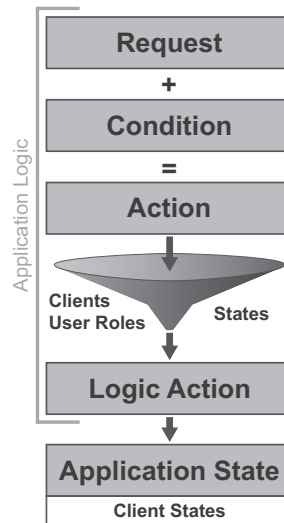 Application Logic
Request
+
Condition
=
Action
Clients
User Roles
States
Logic Action
Application State
Client States